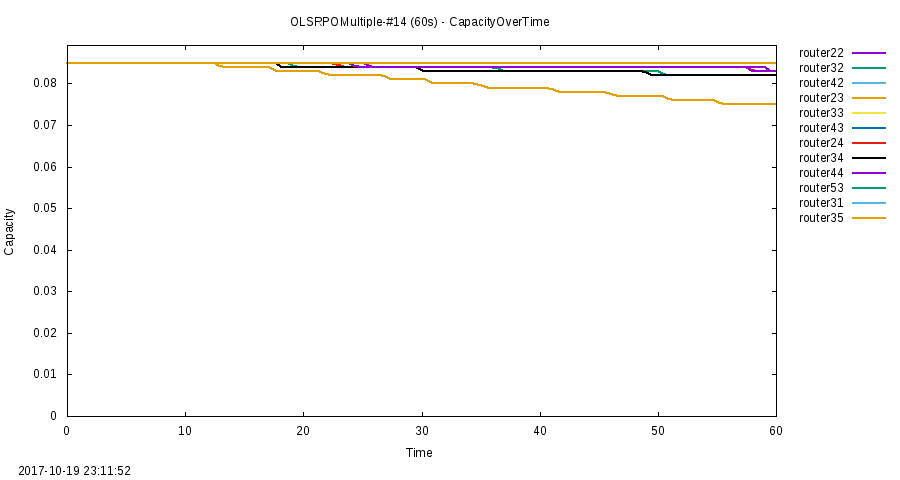 OLSRPOMultiple-#14 (60s) - CapacityOverTime
router22
router32
router42
router23
router33
router43
router24
router34
router44
router53
router31
router35
Capacity
0.08
0.07
0.06
0.05
0.04
0.03
0.02
0.01
0
0 10 20 30 40 50 60
Time
2017-10-19 23:11:52